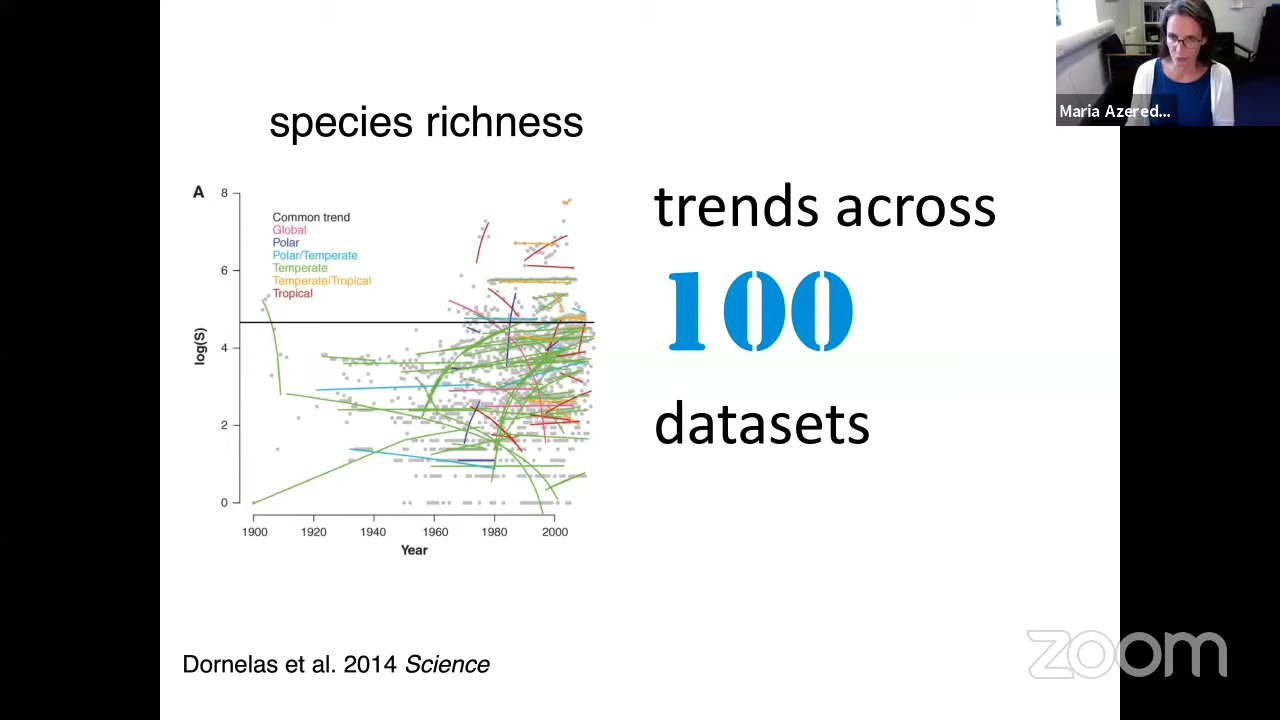 Maria Azered...
species richness
A
8
6
4
2
0
log(S)
Common trend
Global
Polar
Polar/Temperate
Temperate
Temperate/Tropical
Tropical
1900 1920 1940 1960 1980 2000
Year
trends across
100
datasets
Dornelas et al. 2014 Science
zoom